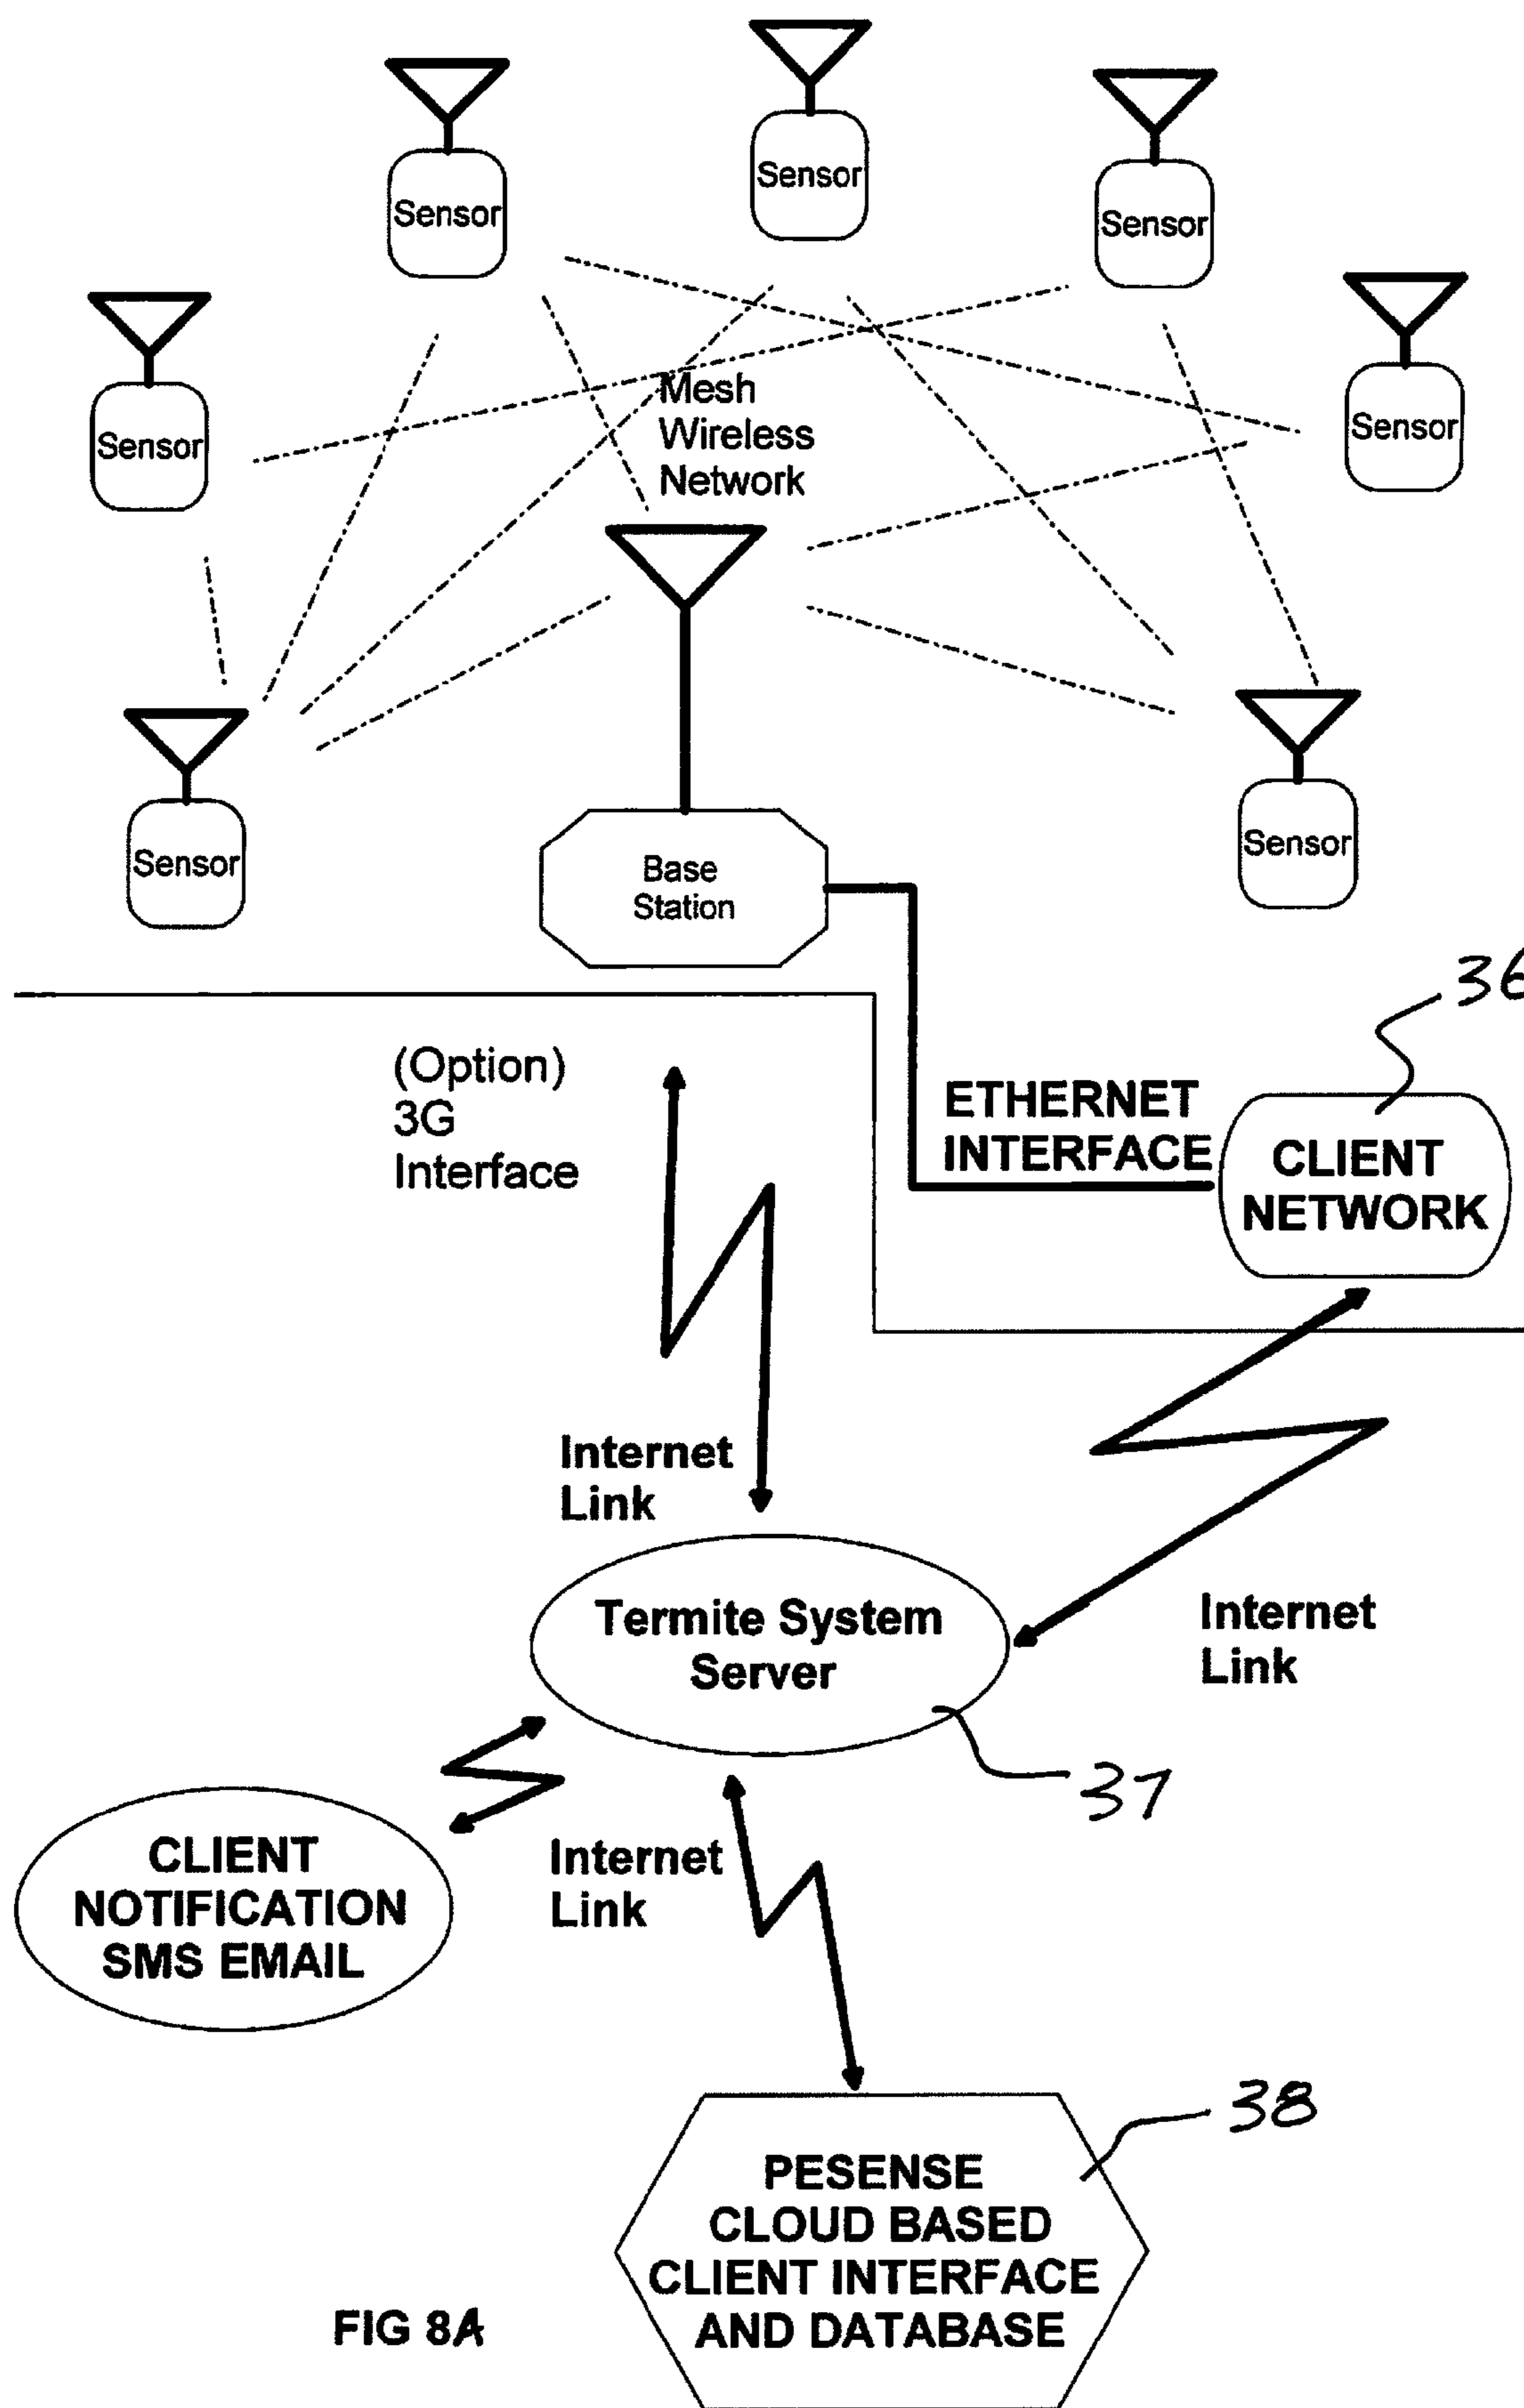 Sensor
Sensor
Sensor
Sensor
Sensor
Mesh
Wireless
Network
Sensor
Sensor
Base
Station
36
(Option)
3G
Interface
ETHERNET
INTERFACE
CLIENT
NETWORK
Internet
Link
Termite System
Server
Internet
Link
37
CLIENT
NOTIFICATION
SMS EMAIL
Internet
Link
38
PESENSE
CLOUD BASED
CLIENT INTERFACE
AND DATABASE
FIG 8A